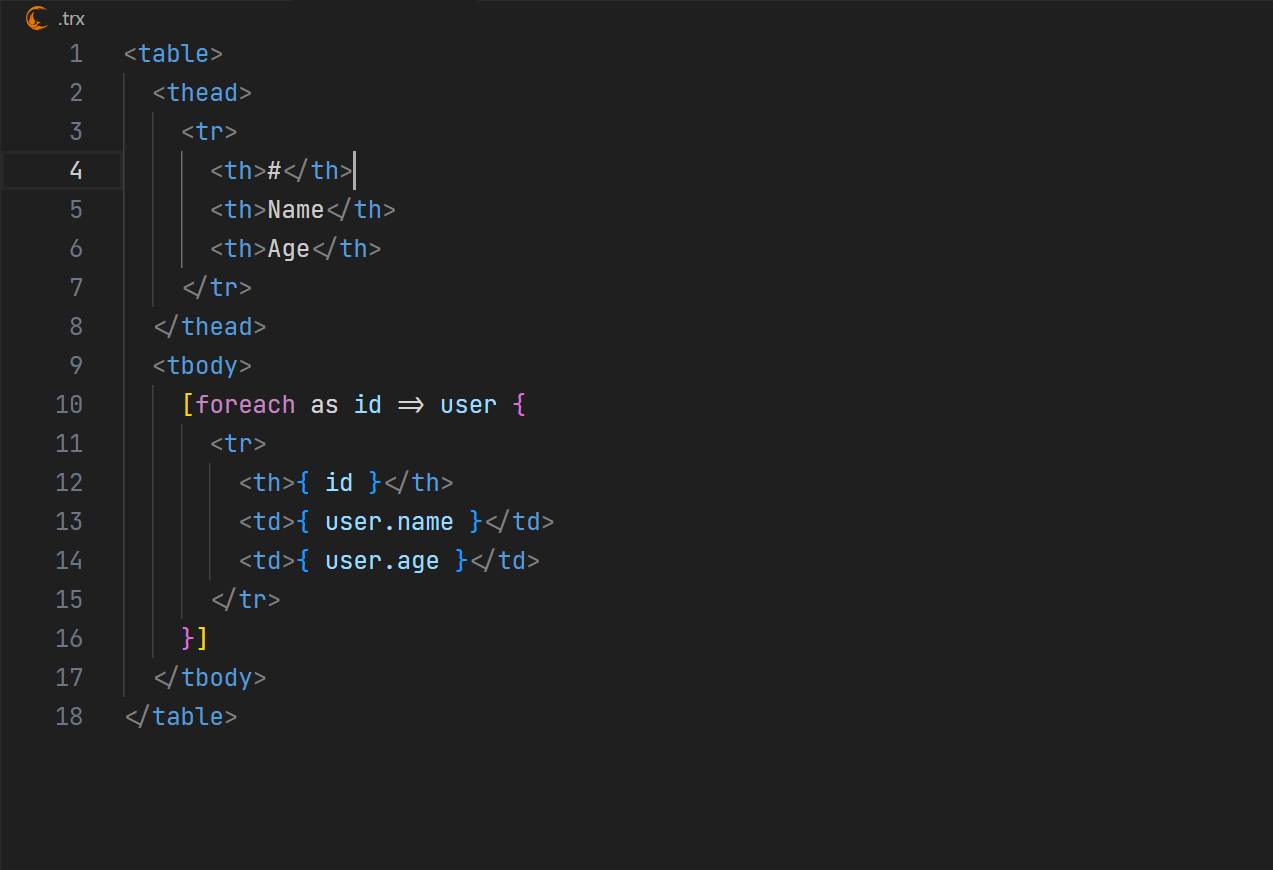 .trx
1 <table>
2   <thead>
3     <tr>
4       <th>#</th>
5       <th>Name</th>
6       <th>Age</th>
7     </tr>
8   </thead>
9   <tbody>
10     [foreach as id => user {
11       <tr>
12         <th>{ id }</th>
13         <td>{ user.name }</td>
14         <td>{ user.age }</td>
15       </tr>
16     }]
17   </tbody>
18 </table>